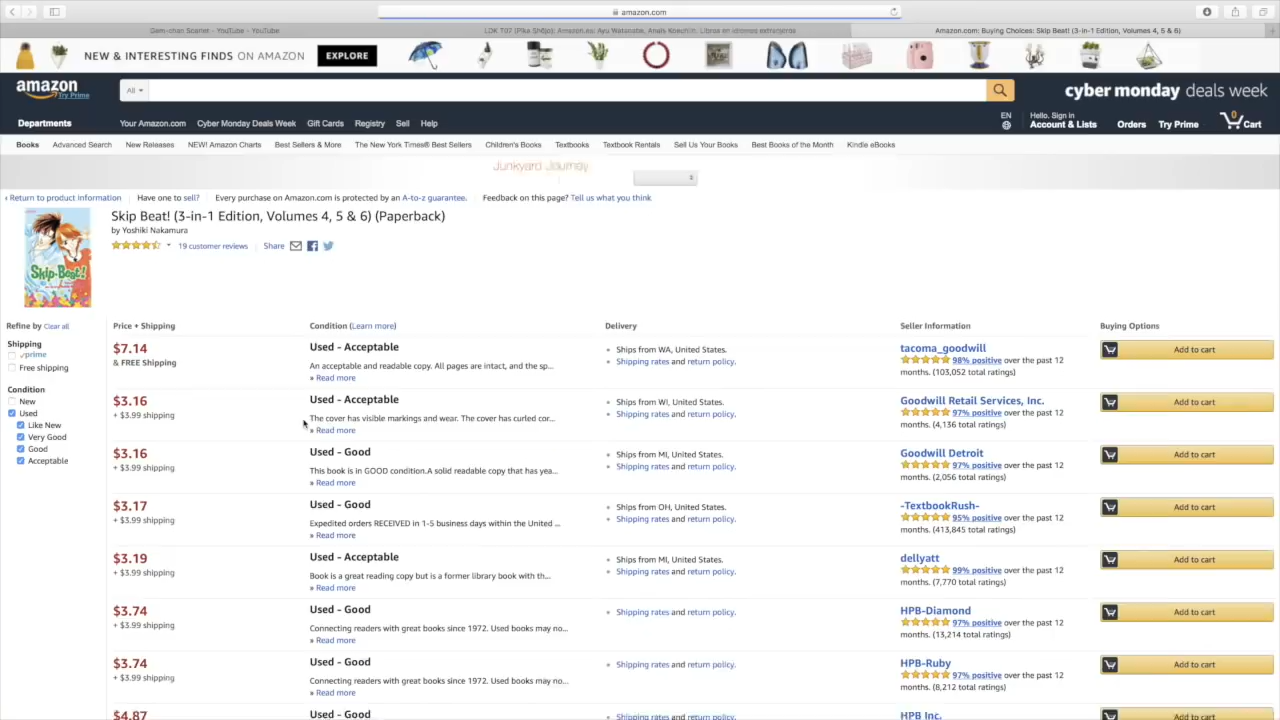 amazon.com
Gem-chan Scarlet - YouTube - YouTube
LDK T07 (Pika Shôjo): Amazon.es: Ayu Watanabe, Anaïs Koechlin: Libros en idiomas extranjeros
Amazon.com: Buying Choices: Skip Beat! (3-in-1 Edition, Volumes 4, 5 & 6)
NEW & INTERESTING FINDS ON AMAZON EXPLORE
amazon
Try Prime
All
cyber monday deals week
Departments
Your Amazon.com Cyber Monday Deals Week Gift Cards Registry Sell Help
EN
Hello. Sign in
Account & Lists Orders Try Prime 0 Cart
Books Advanced Search New Releases NEW! Amazon Charts Best Sellers & More The New York Times® Best Sellers Children's Books Textbooks Textbook Rentals Sell Us Your Books Best Books of the Month Kindle eBooks
Junkyard Journey
‹ Return to product information Have one to sell? Every purchase on Amazon.com is protected by an A-to-z guarantee. Feedback on this page? Tell us what you think
Skip Beat! (3-in-1 Edition, Volumes 4, 5 & 6) (Paperback)
by Yoshiki Nakamura
19 customer reviews Share
Skip·Beat!
Refine by Clear all
Shipping
prime
Free shipping
Condition
New
Used
Like New
Very Good
Good
Acceptable
Price + Shipping Condition (Learn more) Delivery Seller Information Buying Options
$7.14
& FREE Shipping
Used - Acceptable
An acceptable and readable copy. All pages are intact, and the sp...
» Read more
Ships from WA, United States.
Shipping rates and return policy.
tacoma_goodwill
98% positive over the past 12
months. (103,052 total ratings)
Add to cart
$3.16
+ $3.99 shipping
Used - Acceptable
The cover has visible markings and wear. The cover has curled cor...
» Read more
Ships from WI, United States.
Shipping rates and return policy.
Goodwill Retail Services, Inc.
97% positive over the past 12
months. (4,136 total ratings)
Add to cart
$3.16
+ $3.99 shipping
Used - Good
This book is in GOOD condition.A solid readable copy that has yea...
» Read more
Ships from MI, United States.
Shipping rates and return policy.
Goodwill Detroit
97% positive over the past 12
months. (2,056 total ratings)
Add to cart
$3.17
+ $3.99 shipping
Used - Good
Expedited orders RECEIVED in 1-5 business days within the United ...
» Read more
Ships from OH, United States.
Shipping rates and return policy.
-TextbookRush-
95% positive over the past 12
months. (413,845 total ratings)
Add to cart
$3.19
+ $3.99 shipping
Used - Acceptable
Book is a great reading copy but is a former library book with th...
» Read more
Ships from MI, United States.
Shipping rates and return policy.
dellyatt
99% positive over the past 12
months. (7,770 total ratings)
Add to cart
$3.74
+ $3.99 shipping
Used - Good
Connecting readers with great books since 1972. Used books may no...
» Read more
Shipping rates and return policy.
HPB-Diamond
97% positive over the past 12
months. (13,214 total ratings)
Add to cart
$3.74
+ $3.99 shipping
Used - Good
Connecting readers with great books since 1972. Used books may no...
» Read more
Shipping rates and return policy.
HPB-Ruby
97% positive over the past 12
months. (8,212 total ratings)
Add to cart
$4.87
Used - Good
Shipping rates and return policy.
HPB Inc.
Add to cart